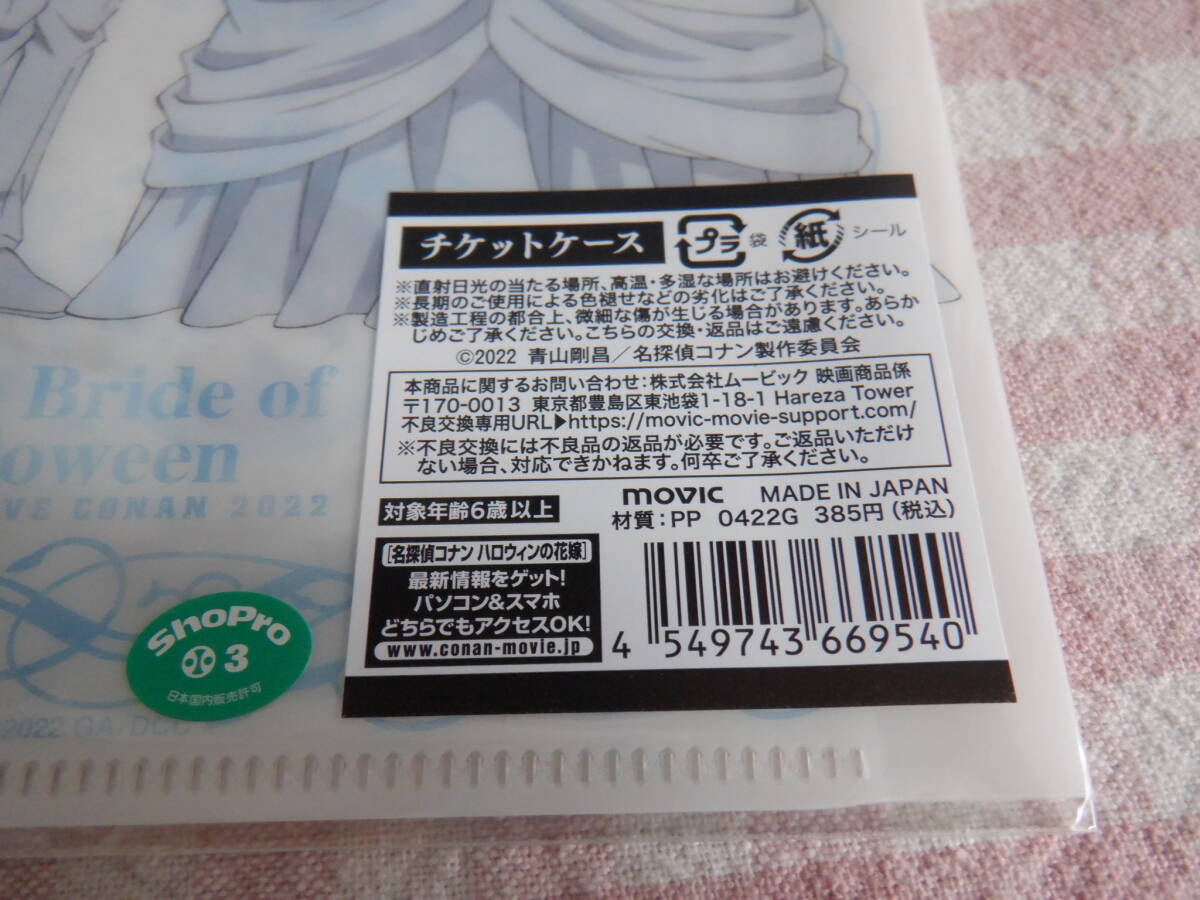 チケットケース
プラ 袋 紙 シール
※直射日光の当たる場所、高温・多湿な場所はお避けください。
※長期のご使用による色褪せなどの劣化はご了承ください。
※製造工程の都合上、微細な傷が生じる場合があります。あらか
じめご了承ください。こちらの交換・返品はご遠慮ください。
©2022 青山剛昌／名探偵コナン製作委員会
本商品に関するお問い合わせ:株式会社ムービック 映画商品係
〒170-0013 東京都豊島区東池袋1-18-1 Hareza Tower
不良交換専用URL▶https://movic-movie-support.com/
※不良交換には不良品の返品が必要です。ご返品いただけ
ない場合、対応できかねます。何卒ご了承ください。
対象年齢6歳以上
movic MADE IN JAPAN
材質:PP 0422G 385円(税込)
[名探偵コナン ハロウィンの花嫁]
最新情報をゲット!
パソコン&スマホ
どちらでもアクセスOK!
www.conan-movie.jp
4 549743 669540
Bride of
oween
VE CONAN 2022
ShoPro
3
日本国内販売許可
2022 GA/DCC